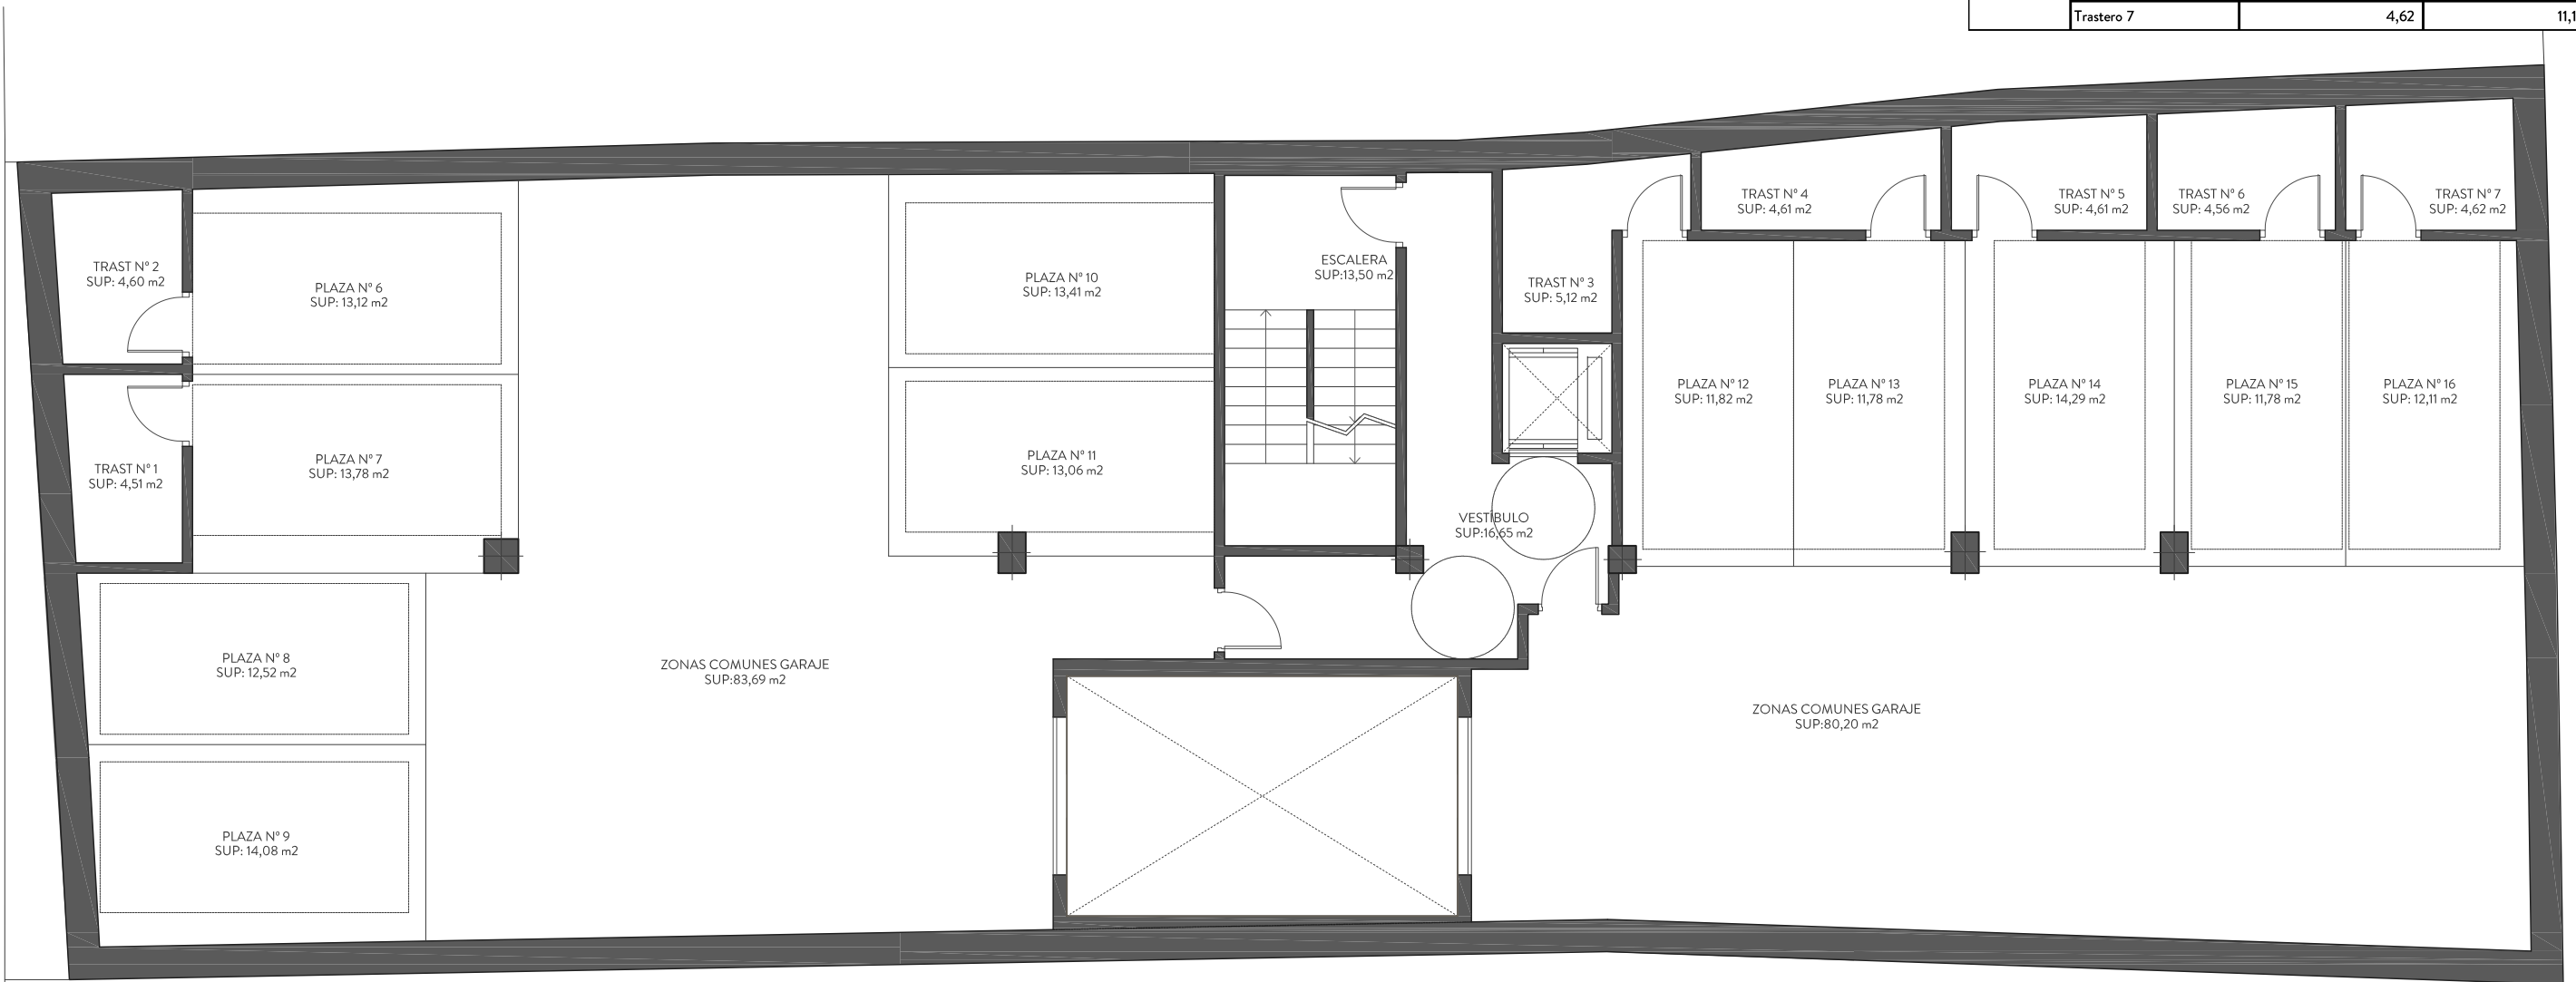 Trastero 7 4,62
TRAST Nº 4
SUP: 4,61 m2
TRAST Nº 5
SUP: 4,61 m2
TRAST Nº 6
SUP: 4,56 m2
TRAST Nº 7
SUP: 4,62 m2
TRAST Nº 2
SUP: 4,60 m2
PLAZA Nº 6
SUP: 13,12 m2
PLAZA Nº 10
SUP: 13,41 m2
ESCALERA
SUP:13,50 m2
TRAST Nº 3
SUP: 5,12 m2
PLAZA Nº 12
SUP: 11,82 m2
PLAZA Nº 13
SUP: 11,78 m2
PLAZA Nº 14
SUP: 14,29 m2
PLAZA Nº 15
SUP: 11,78 m2
PLAZA Nº 16
SUP: 12,11 m2
TRAST Nº 1
SUP: 4,51 m2
PLAZA Nº 7
SUP: 13,78 m2
PLAZA Nº 11
SUP: 13,06 m2
VESTÍBULO
SUP:16,65 m2
PLAZA Nº 8
SUP: 12,52 m2
ZONAS COMUNES GARAJE
SUP:83,69 m2
ZONAS COMUNES GARAJE
SUP:80,20 m2
PLAZA Nº 9
SUP: 14,08 m2